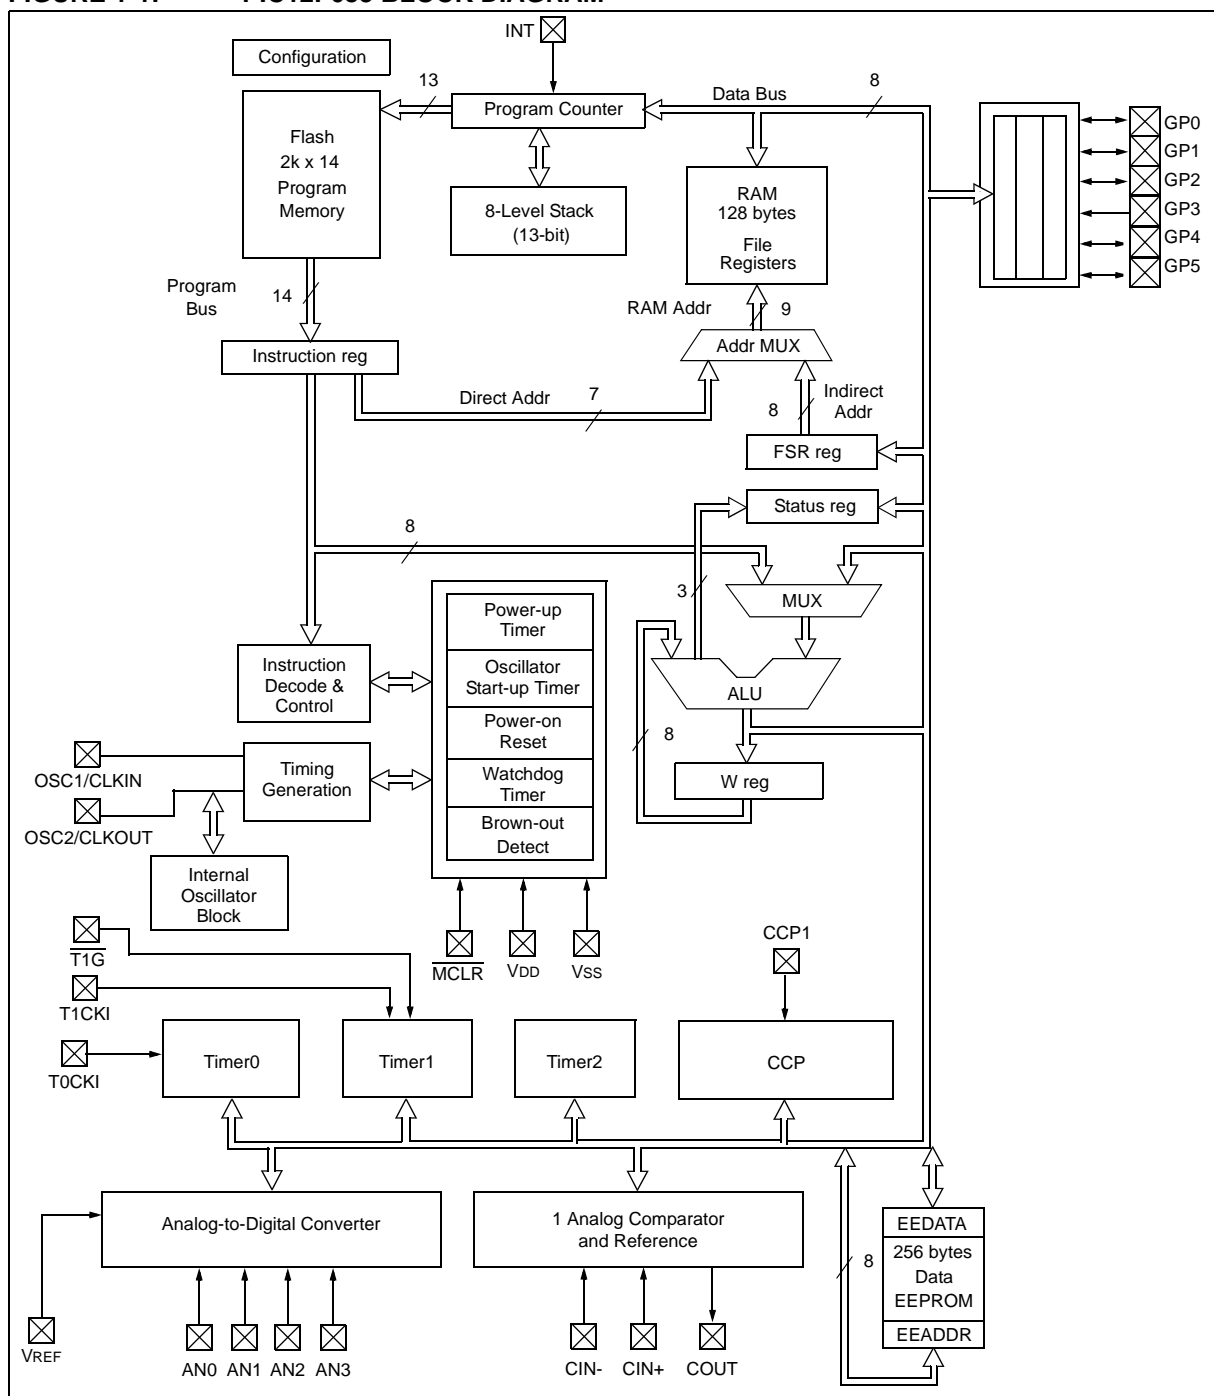 INT
Configuration
13
Data Bus
8
Program Counter
Flash
2k x 14
Program
Memory
8-Level Stack
(13-bit)
RAM
128 bytes
File
Registers
GP0
GP1
GP2
GP3
GP4
GP5
Program
Bus
14
RAM Addr
9
Addr MUX
Instruction reg
Direct Addr
7
8
Indirect
Addr
FSR reg
Status reg
8
3
MUX
Power-up
Timer
Oscillator
Start-up Timer
Power-on
Reset
Watchdog
Timer
Brown-out
Detect
Instruction
Decode &
Control
ALU
8
W reg
OSC1/CLKIN
Timing
Generation
OSC2/CLKOUT
Internal
Oscillator
Block
T1G
MCLR
VDD
VSS
CCP1
T1CKI
T0CKI
Timer0
Timer1
Timer2
CCP
Analog-to-Digital Converter
1 Analog Comparator
and Reference
8
EEDATA
256 bytes
Data
EEPROM
EEADDR
VREF
AN0
AN1
AN2
AN3
CIN-
CIN+
COUT